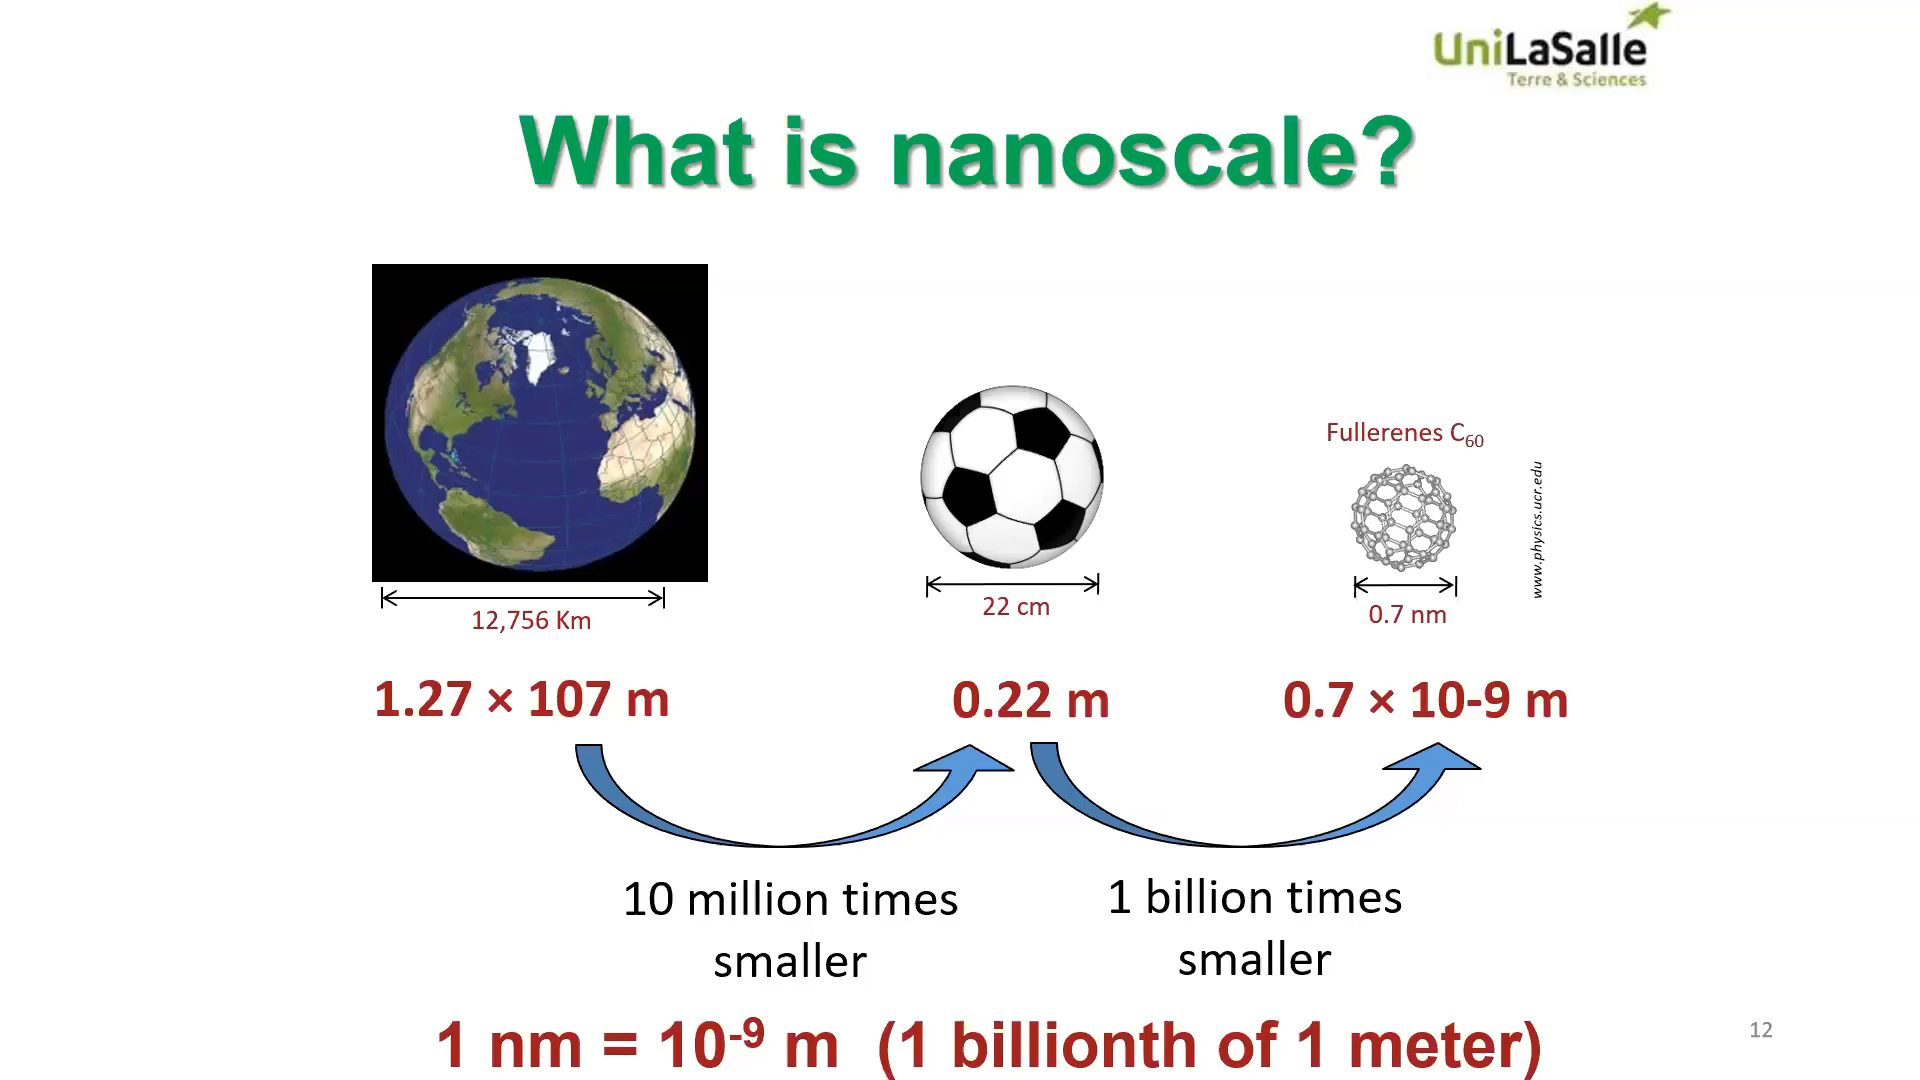 UniLaSalle
Terre & Sciences
What is nanoscale?
Fullerenes C₆₀
www.physics.ucr.edu
12,756 Km
22 cm
0.7 nm
1.27 × 107 m
0.22 m
0.7 × 10-9 m
10 million times
smaller
1 billion times
smaller
1 nm = 10⁻⁹ m (1 billionth of 1 meter)
12